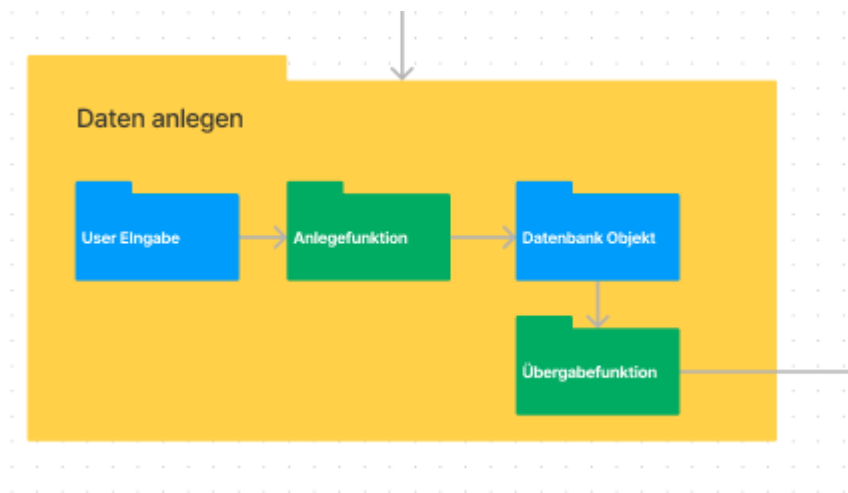 Daten anlegen
User EIngabe
Anlegefunktion
Datenbank Objekt
Übergabefunktion